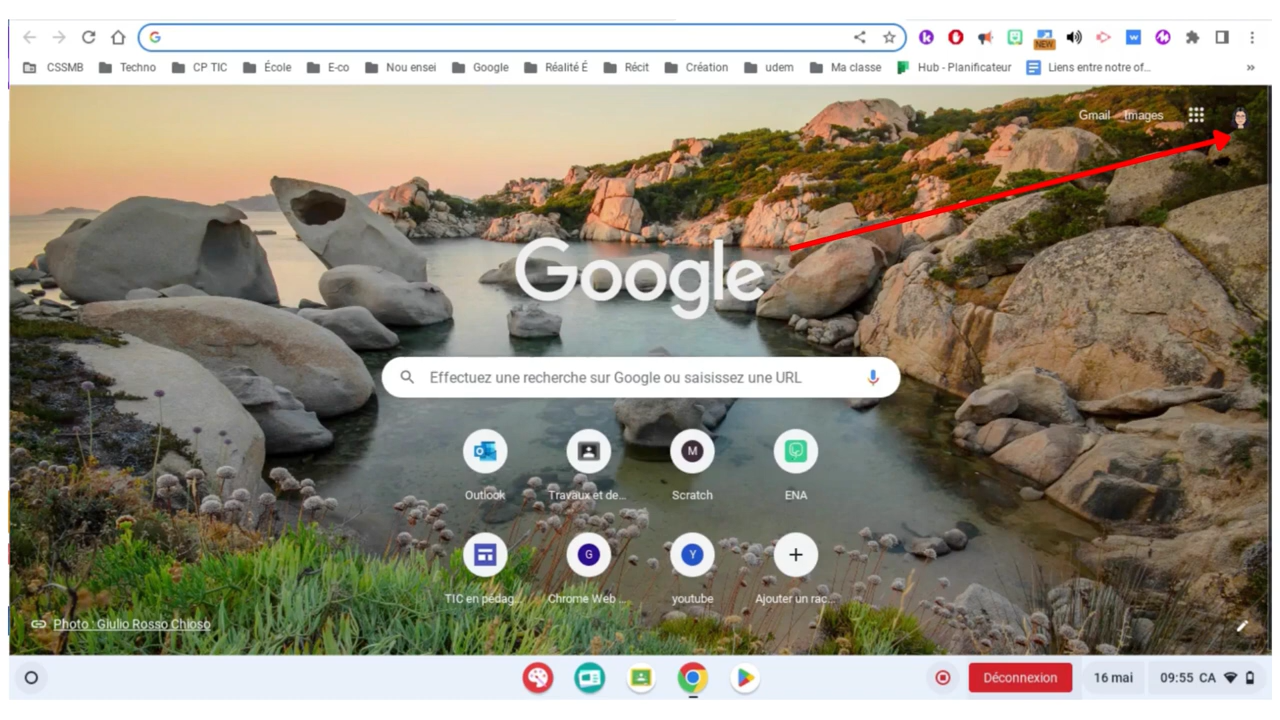 NEW
CSSMB Techno CP TIC École E-co Nou ensei Google Réalité É Récit Création udem Ma classe Hub - Planificateur Liens entre notre of... »
Gmail Images
Google
Effectuez une recherche sur Google ou saisissez une URL
Outlook Travaux et de... Scratch ENA
M
G Y
TIC en pédag... Chrome Web ... youtube Ajouter un rac...
Photo : Giulio Rosso Chioso
Déconnexion 16 mai 09:55 CA